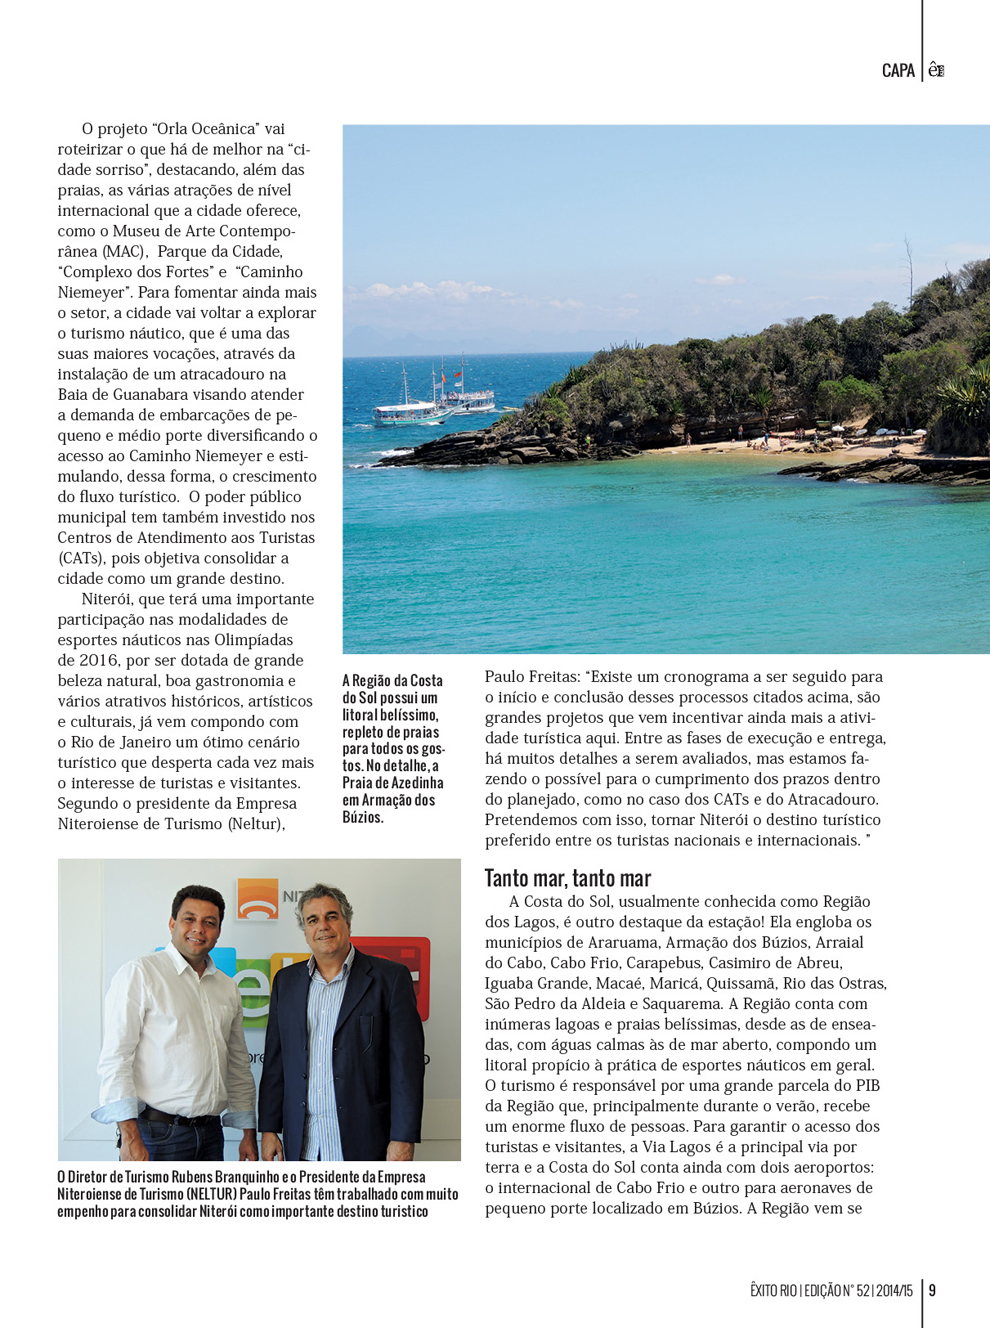 CAPA
êr
O projeto “Orla Oceânica” vai
roteirizar o que há de melhor na “ci-
dade sorriso”, destacando, além das
praias, as várias atrações de nível
internacional que a cidade oferece,
como o Museu de Arte Contempo-
rânea (MAC),  Parque da Cidade,
“Complexo dos Fortes” e  “Caminho
Niemeyer”. Para fomentar ainda mais
o setor, a cidade vai voltar a explorar
o turismo náutico, que é uma das
suas maiores vocações, através da
instalação de um atracadouro na
Baia de Guanabara visando atender
a demanda de embarcações de pe-
queno e médio porte diversificando o
acesso ao Caminho Niemeyer e esti-
mulando, dessa forma, o crescimento
do fluxo turístico.  O poder público
municipal tem também investido nos
Centros de Atendimento aos Turistas
(CATs), pois objetiva consolidar a
cidade como um grande destino.
Niterói, que terá uma importante
participação nas modalidades de
esportes náuticos nas Olimpíadas
de 2016, por ser dotada de grande
beleza natural, boa gastronomia e
vários atrativos históricos, artísticos
e culturais, já vem compondo com
o Rio de Janeiro um ótimo cenário
turístico que desperta cada vez mais
o interesse de turistas e visitantes.
Segundo o presidente da Empresa
Niteroiense de Turismo (Neltur),
A Região da Costa
do Sol possui um
litoral belíssimo,
repleto de praias
para todos os gos-
tos. No detalhe, a
Praia de Azedinha
em Armação dos
Búzios.
NIT
O Diretor de Turismo Rubens Branquinho e o Presidente da Empresa
Niteroiense de Turismo (NELTUR) Paulo Freitas têm trabalhado com muito
empenho para consolidar Niterói como importante destino turistico
Paulo Freitas: “Existe um cronograma a ser seguido para
o início e conclusão desses processos citados acima, são
grandes projetos que vem incentivar ainda mais a ativi-
dade turística aqui. Entre as fases de execução e entrega,
há muitos detalhes a serem avaliados, mas estamos fa-
zendo o possível para o cumprimento dos prazos dentro
do planejado, como no caso dos CATs e do Atracadouro.
Pretendemos com isso, tornar Niterói o destino turístico
preferido entre os turistas nacionais e internacionais. ”
Tanto mar, tanto mar
A Costa do Sol, usualmente conhecida como Região
dos Lagos, é outro destaque da estação! Ela engloba os
municípios de Araruama, Armação dos Búzios, Arraial
do Cabo, Cabo Frio, Carapebus, Casimiro de Abreu,
Iguaba Grande, Macaé, Maricá, Quissamã, Rio das Ostras,
São Pedro da Aldeia e Saquarema. A Região conta com
inúmeras lagoas e praias belíssimas, desde as de ensea-
das, com águas calmas às de mar aberto, compondo um
litoral propício à prática de esportes náuticos em geral.
O turismo é responsável por uma grande parcela do PIB
da Região que, principalmente durante o verão, recebe
um enorme fluxo de pessoas. Para garantir o acesso dos
turistas e visitantes, a Via Lagos é a principal via por
terra e a Costa do Sol conta ainda com dois aeroportos:
o internacional de Cabo Frio e outro para aeronaves de
pequeno porte localizado em Búzios. A Região vem se
ÊXITO RIO | EDIÇÃO Nº 52 | 2014/15 9